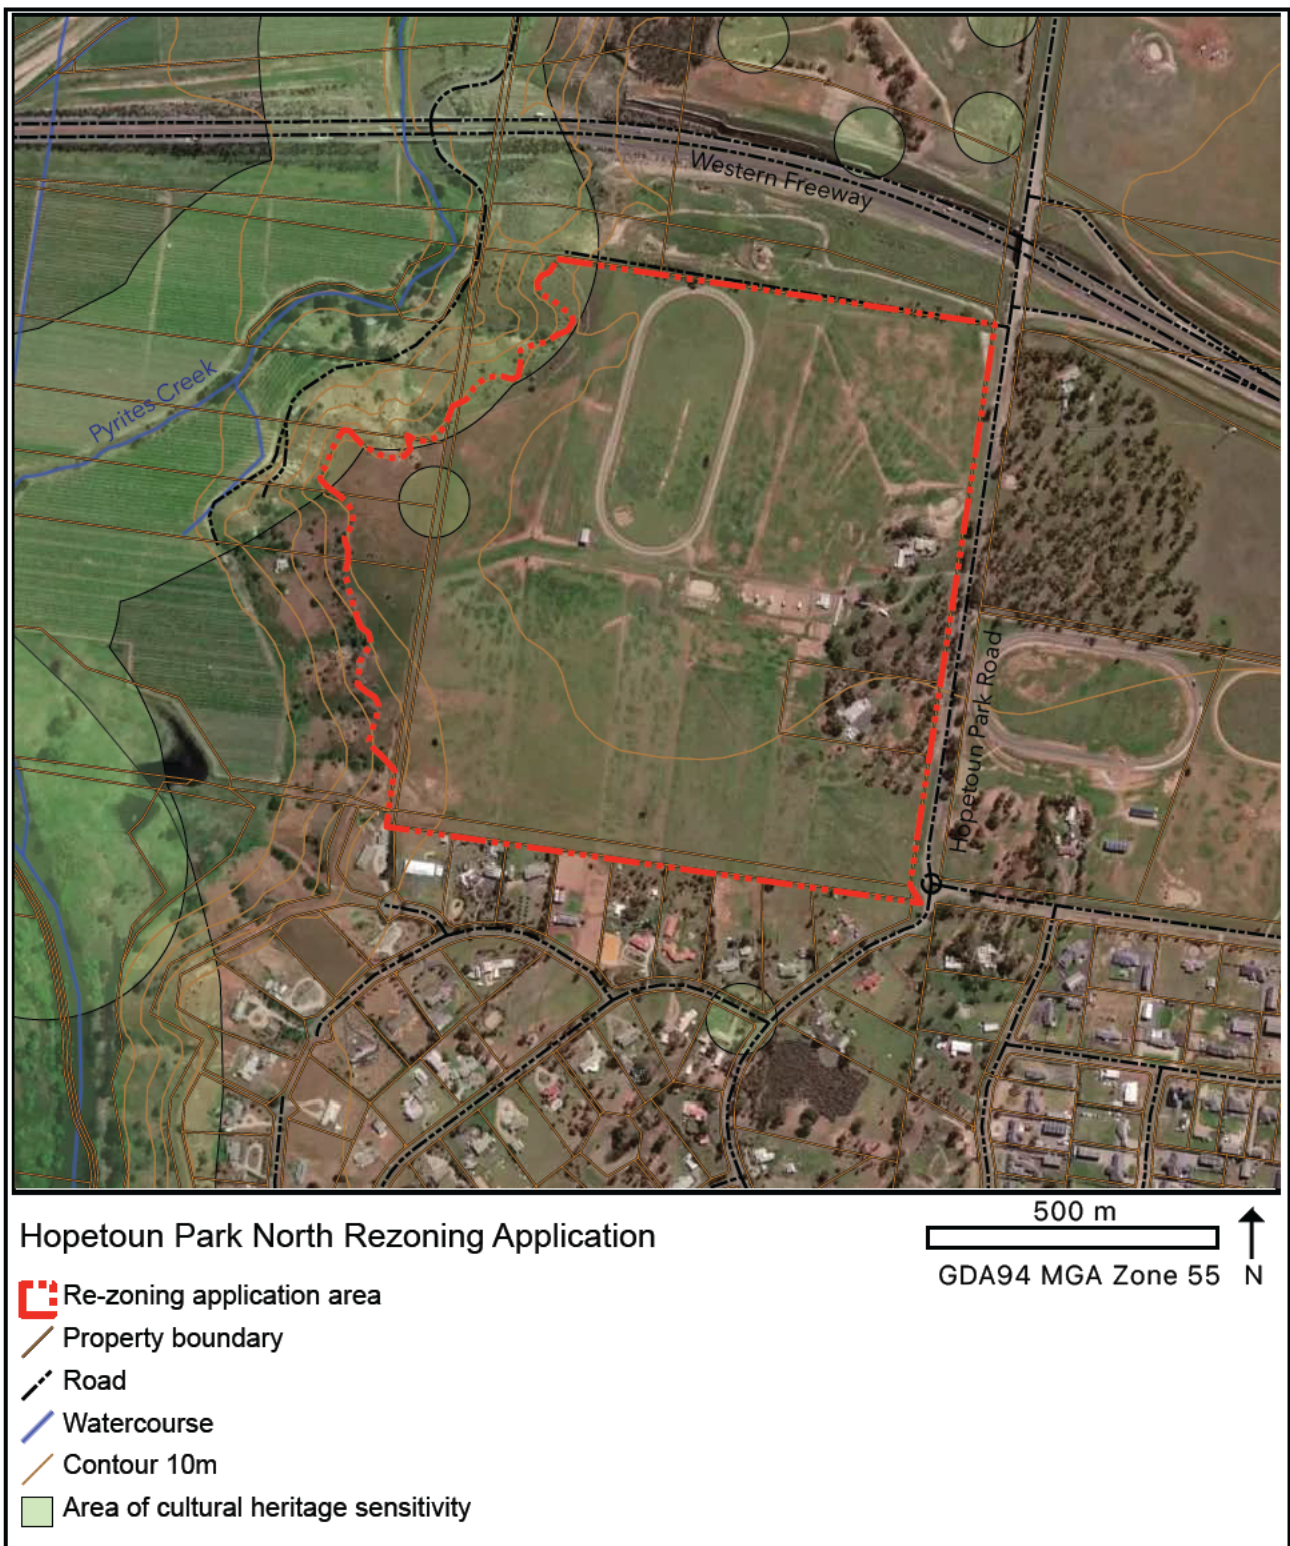 Western Freeway
Pyrites Creek
Hopetoun Park Road
Hopetoun Park North Rezoning Application
500 m
GDA94 MGA Zone 55 N
Re-zoning application area
Property boundary
Road
Watercourse
Contour 10m
Area of cultural heritage sensitivity